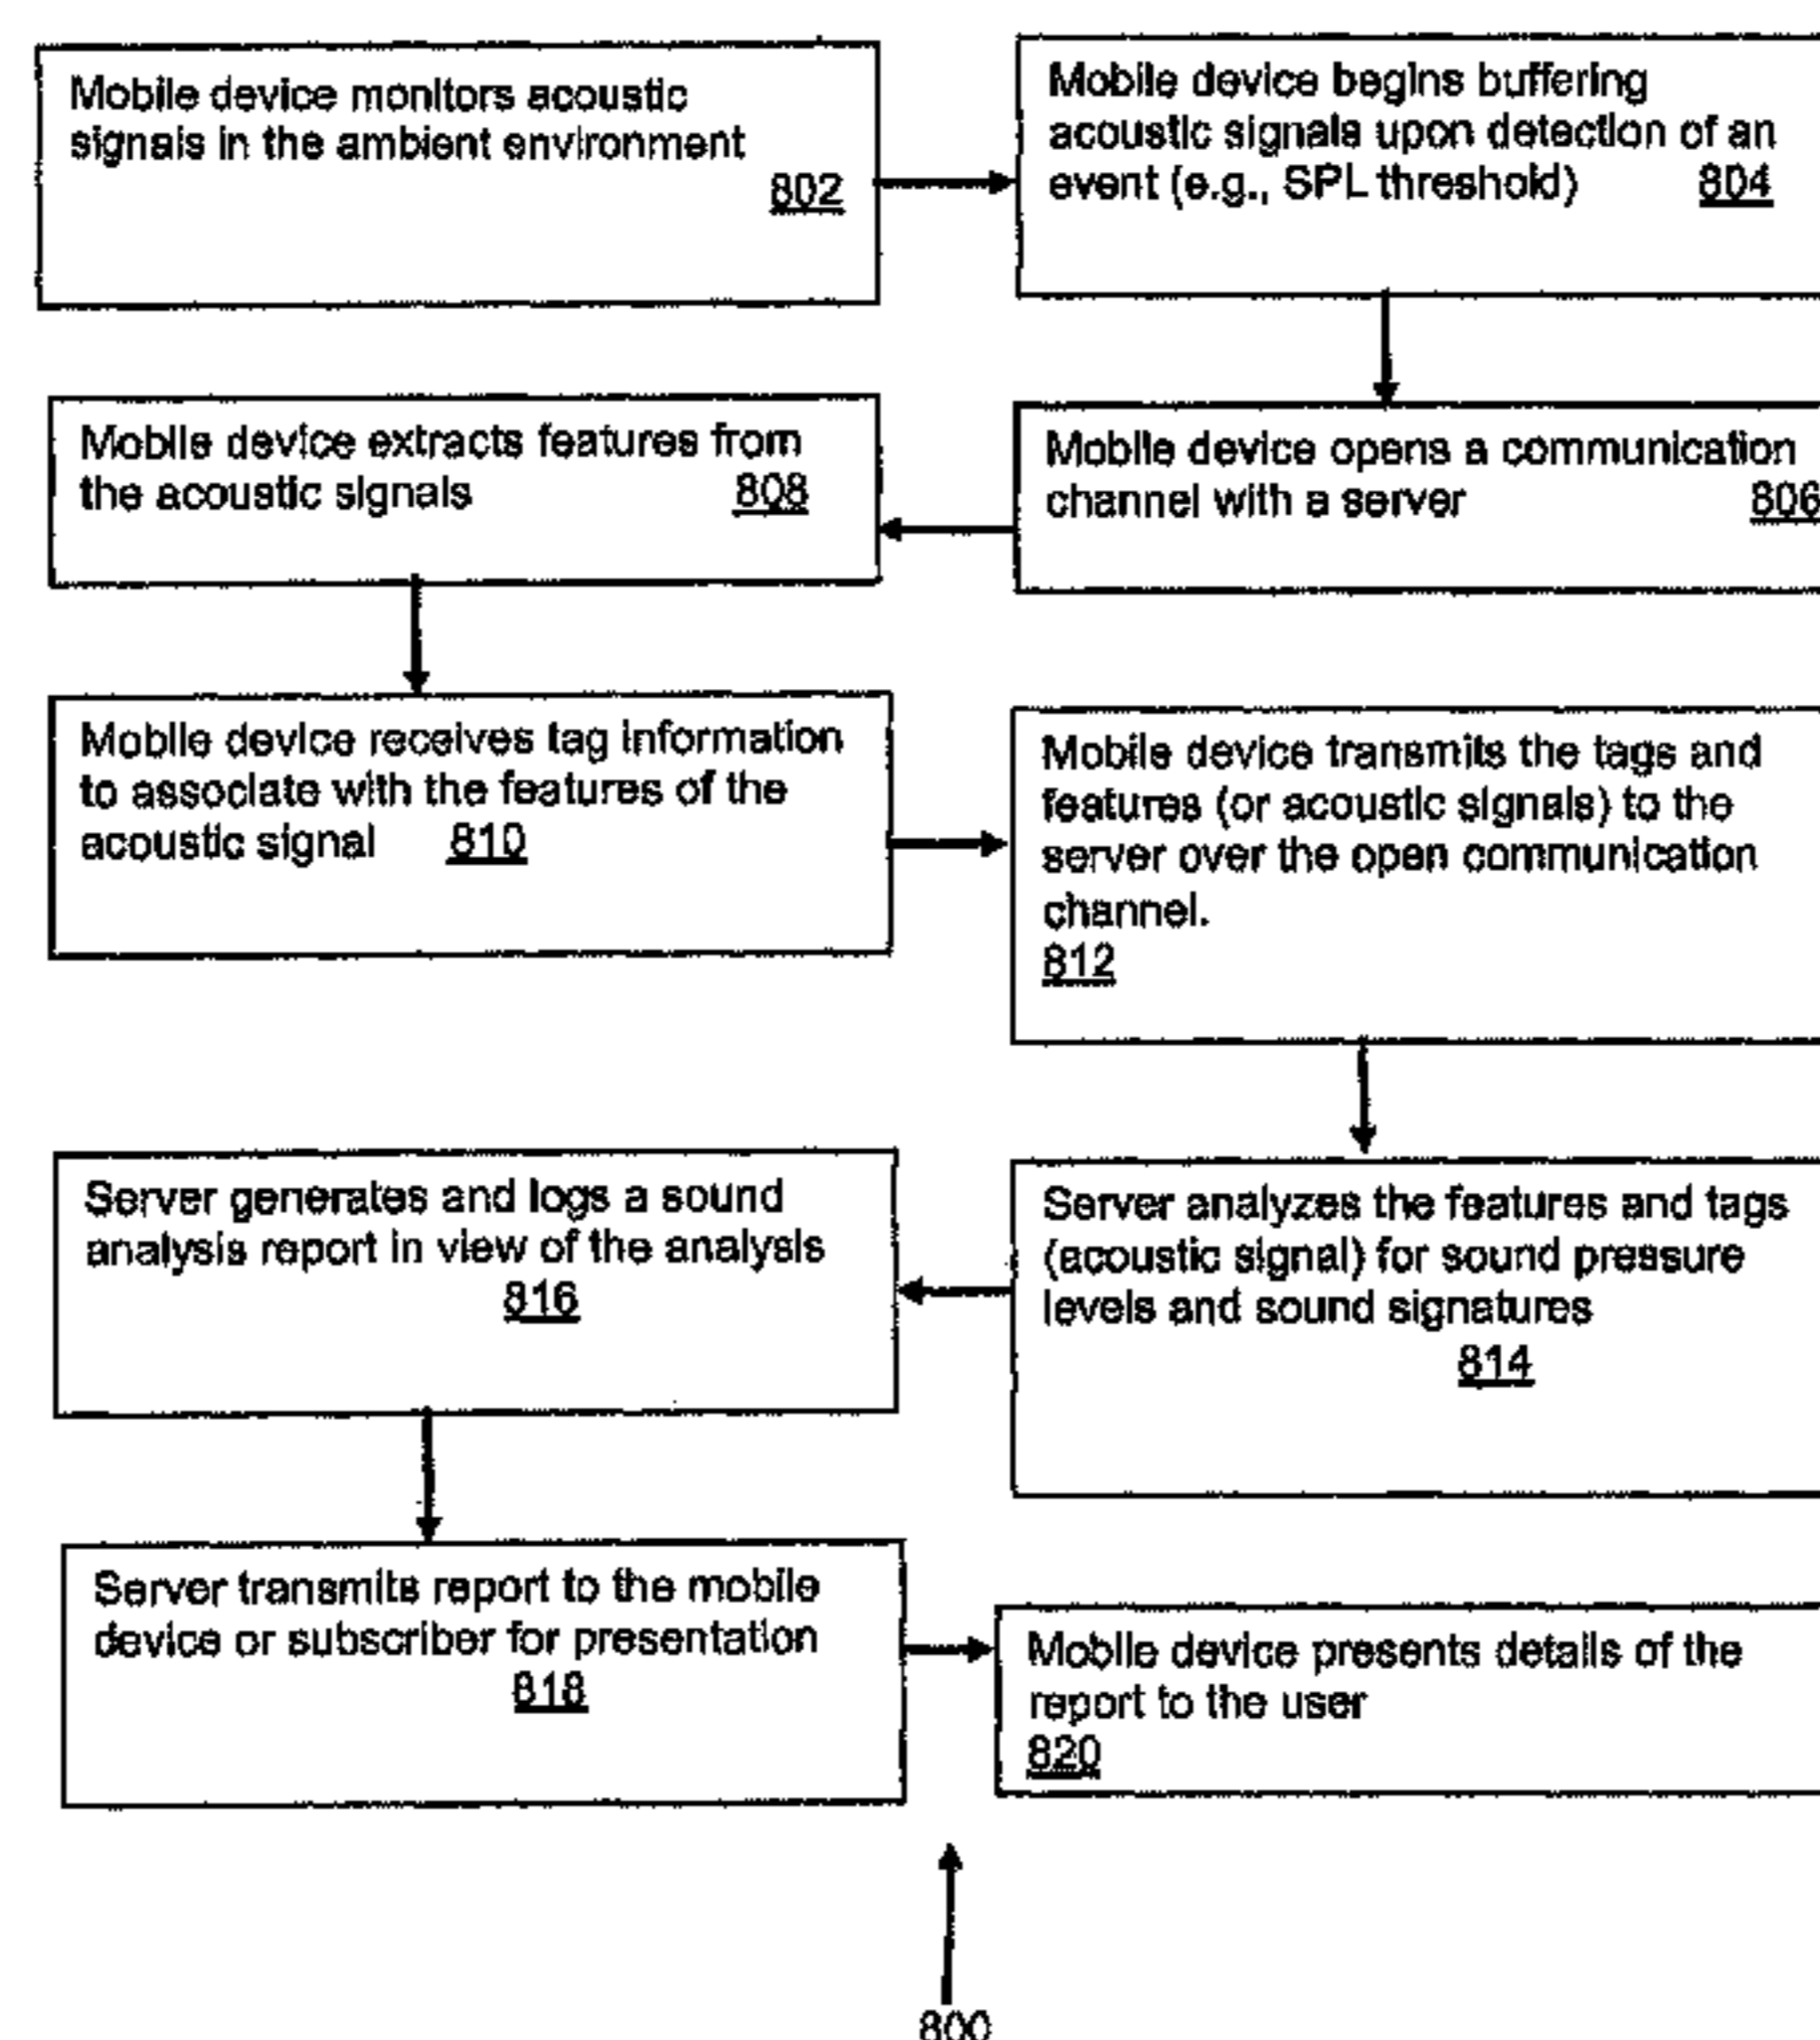 Mobile device monitors acoustic
signals in the ambient environment
802
Mobile device begins buffering
acoustic signals upon detection of an
event (e.g., SPL threshold) 804
Mobile device opens a communication
channel with a server 806
Mobile device extracts features from
the acoustic signals 808
Mobile device receives tag information
to associate with the features of the
acoustic signal 810
Mobile device transmits the tags and
features (or acoustic signals) to the
server over the open communication
channel.
812
Server analyzes the features and tags
(acoustic signal) for sound pressure
levels and sound signatures
814
Server generates and logs a sound
analysis report in view of the analysis
816
Server transmits report to the mobile
device or subscriber for presentation
818
Mobile device presents details of the
report to the user
820
800